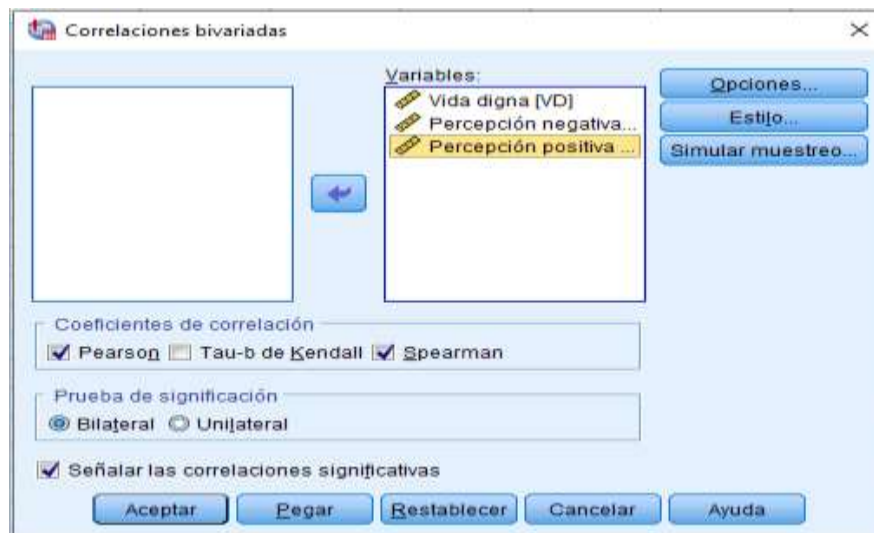 Correlaciones bivariadas
Variables:
Vida digna [VD]
Percepción negativa...
Percepción positiva ...
Opciones...
Estilo...
Simular muestreo...
Coeficientes de correlación
Pearson Tau-b de Kendall Spearman
Prueba de significación
Bilateral Unilateral
Señalar las correlaciones significativas
Aceptar Pegar Restablecer Cancelar Ayuda